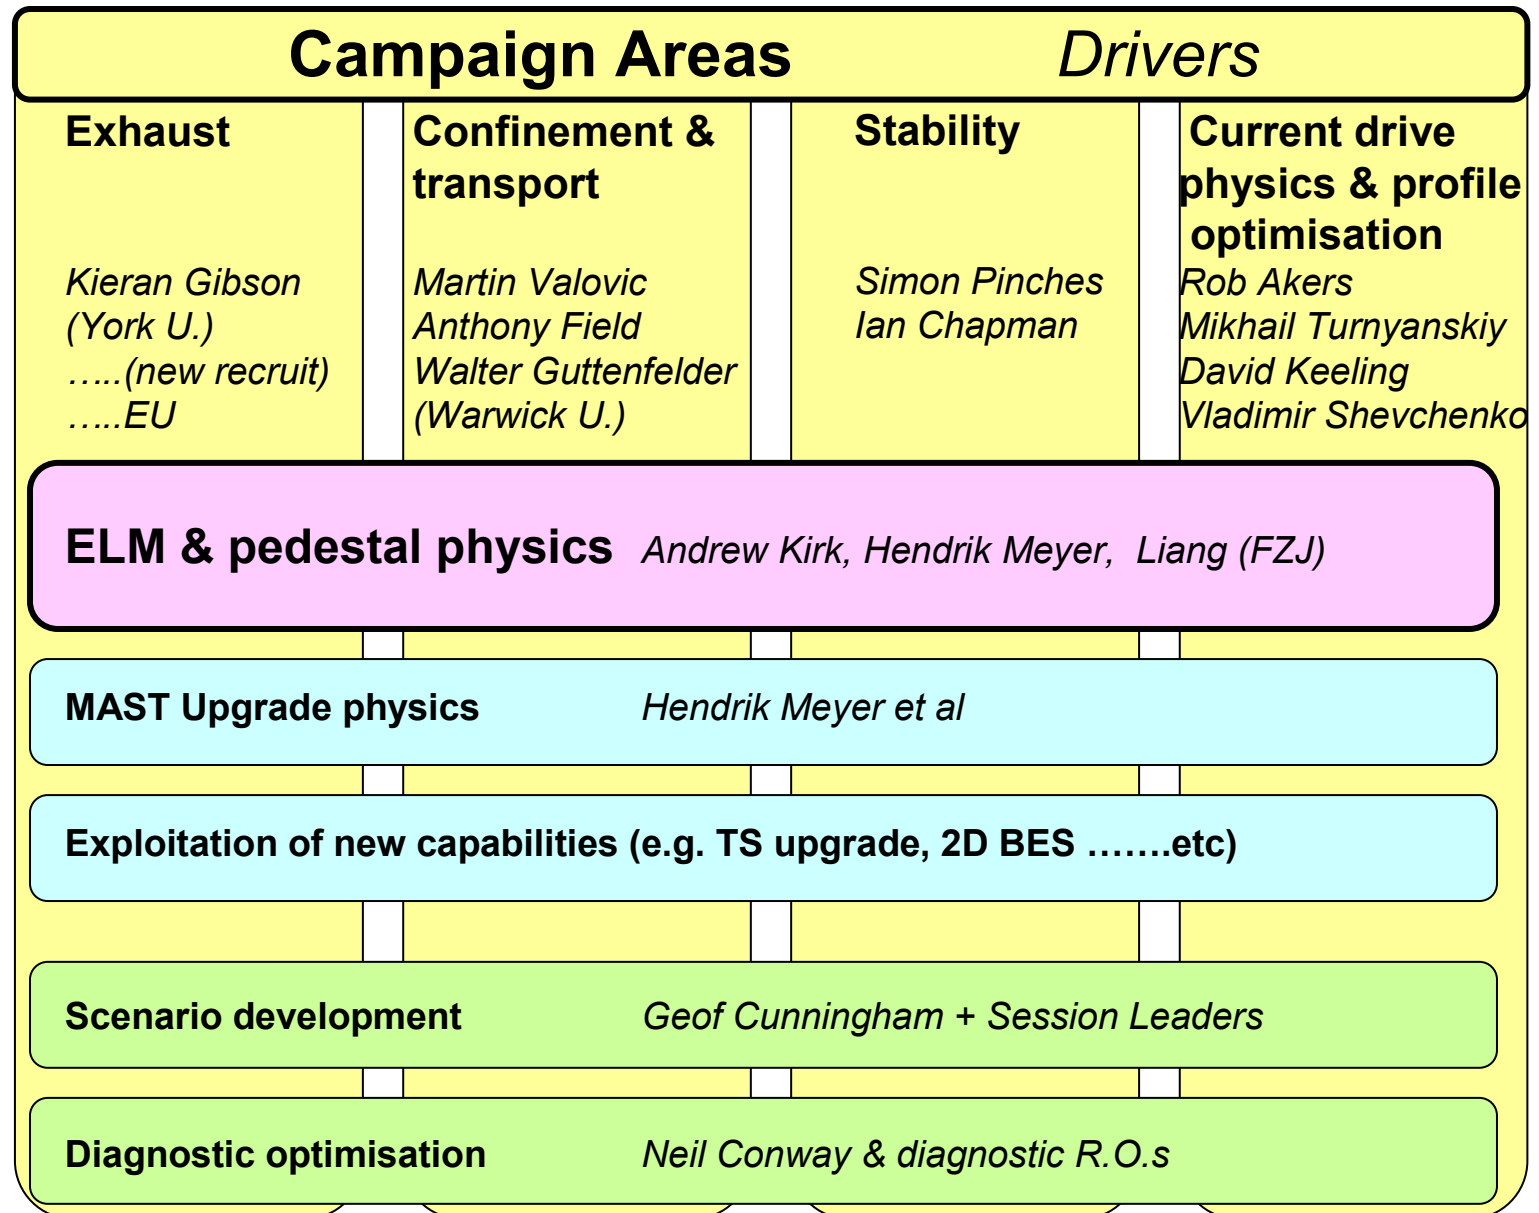 Campaign Areas Drivers
Exhaust
Kieran Gibson
(York U.)
…..(new recruit)
…..EU
Confinement &
transport
Martin Valovic
Anthony Field
Walter Guttenfelder
(Warwick U.)
Stability
Simon Pinches
Ian Chapman
Current drive
physics & profile
optimisation
Rob Akers
Mikhail Turnyanskiy
David Keeling
Vladimir Shevchenko
ELM & pedestal physics Andrew Kirk, Hendrik Meyer, Liang (FZJ)
MAST Upgrade physics Hendrik Meyer et al
Exploitation of new capabilities (e.g. TS upgrade, 2D BES …….etc)
Scenario development Geof Cunningham + Session Leaders
Diagnostic optimisation Neil Conway & diagnostic R.O.s